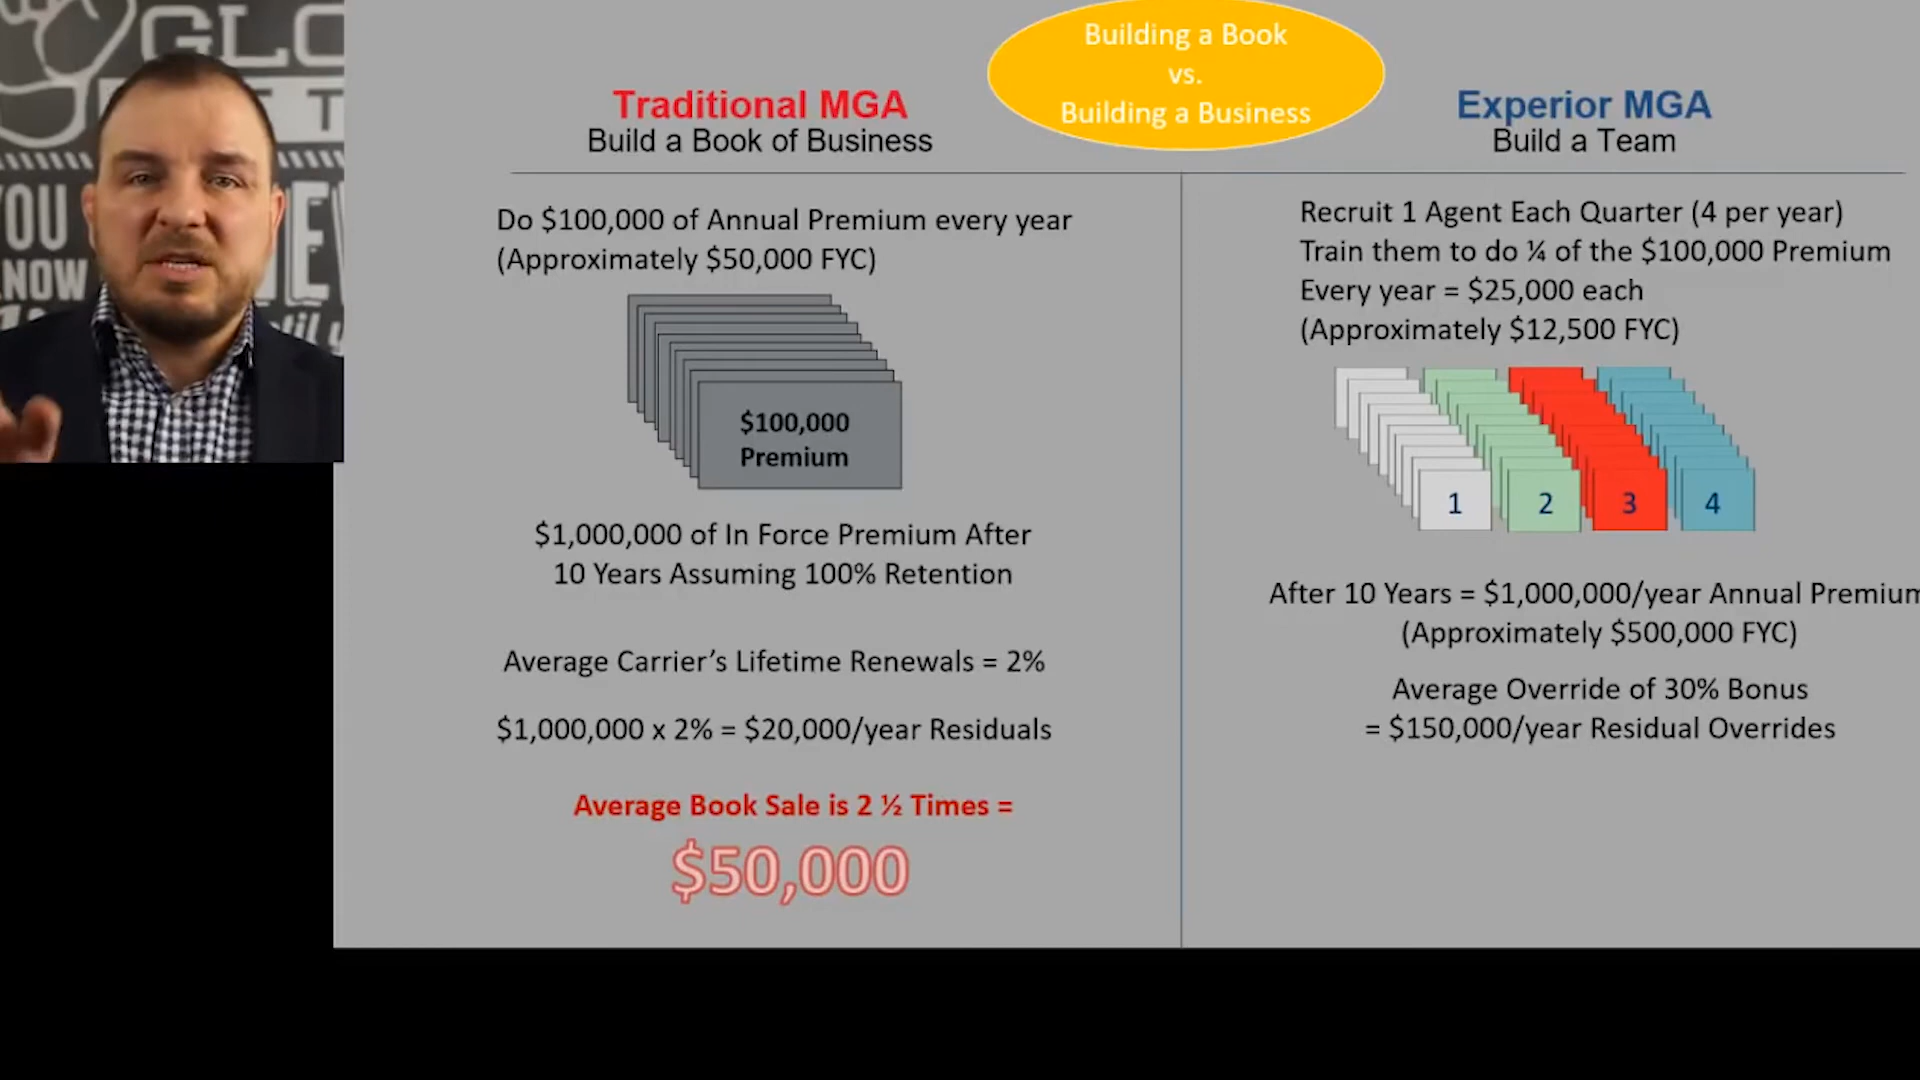 GLO
YOU
KNOW
Building a Book
vs.
Building a Business
Traditional MGA
Build a Book of Business
Do $100,000 of Annual Premium every year
(Approximately $50,000 FYC)
$100,000
Premium
$1,000,000 of In Force Premium After
10 Years Assuming 100% Retention
Average Carrier’s Lifetime Renewals = 2%
$1,000,000 x 2% = $20,000/year Residuals
Average Book Sale is 2 ½ Times =
$50,000
Experior MGA
Build a Team
Recruit 1 Agent Each Quarter (4 per year)
Train them to do ¼ of the $100,000 Premium
Every year = $25,000 each
(Approximately $12,500 FYC)
1 2 3 4
After 10 Years = $1,000,000/year Annual Premium
(Approximately $500,000 FYC)
Average Override of 30% Bonus
= $150,000/year Residual Overrides